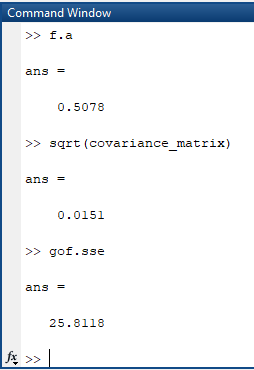 Command Window
>> f.a
ans =
0.5078
>> sqrt(covariance_matrix)
ans =
0.0151
>> gof.sse
ans =
25.8118
fx >>